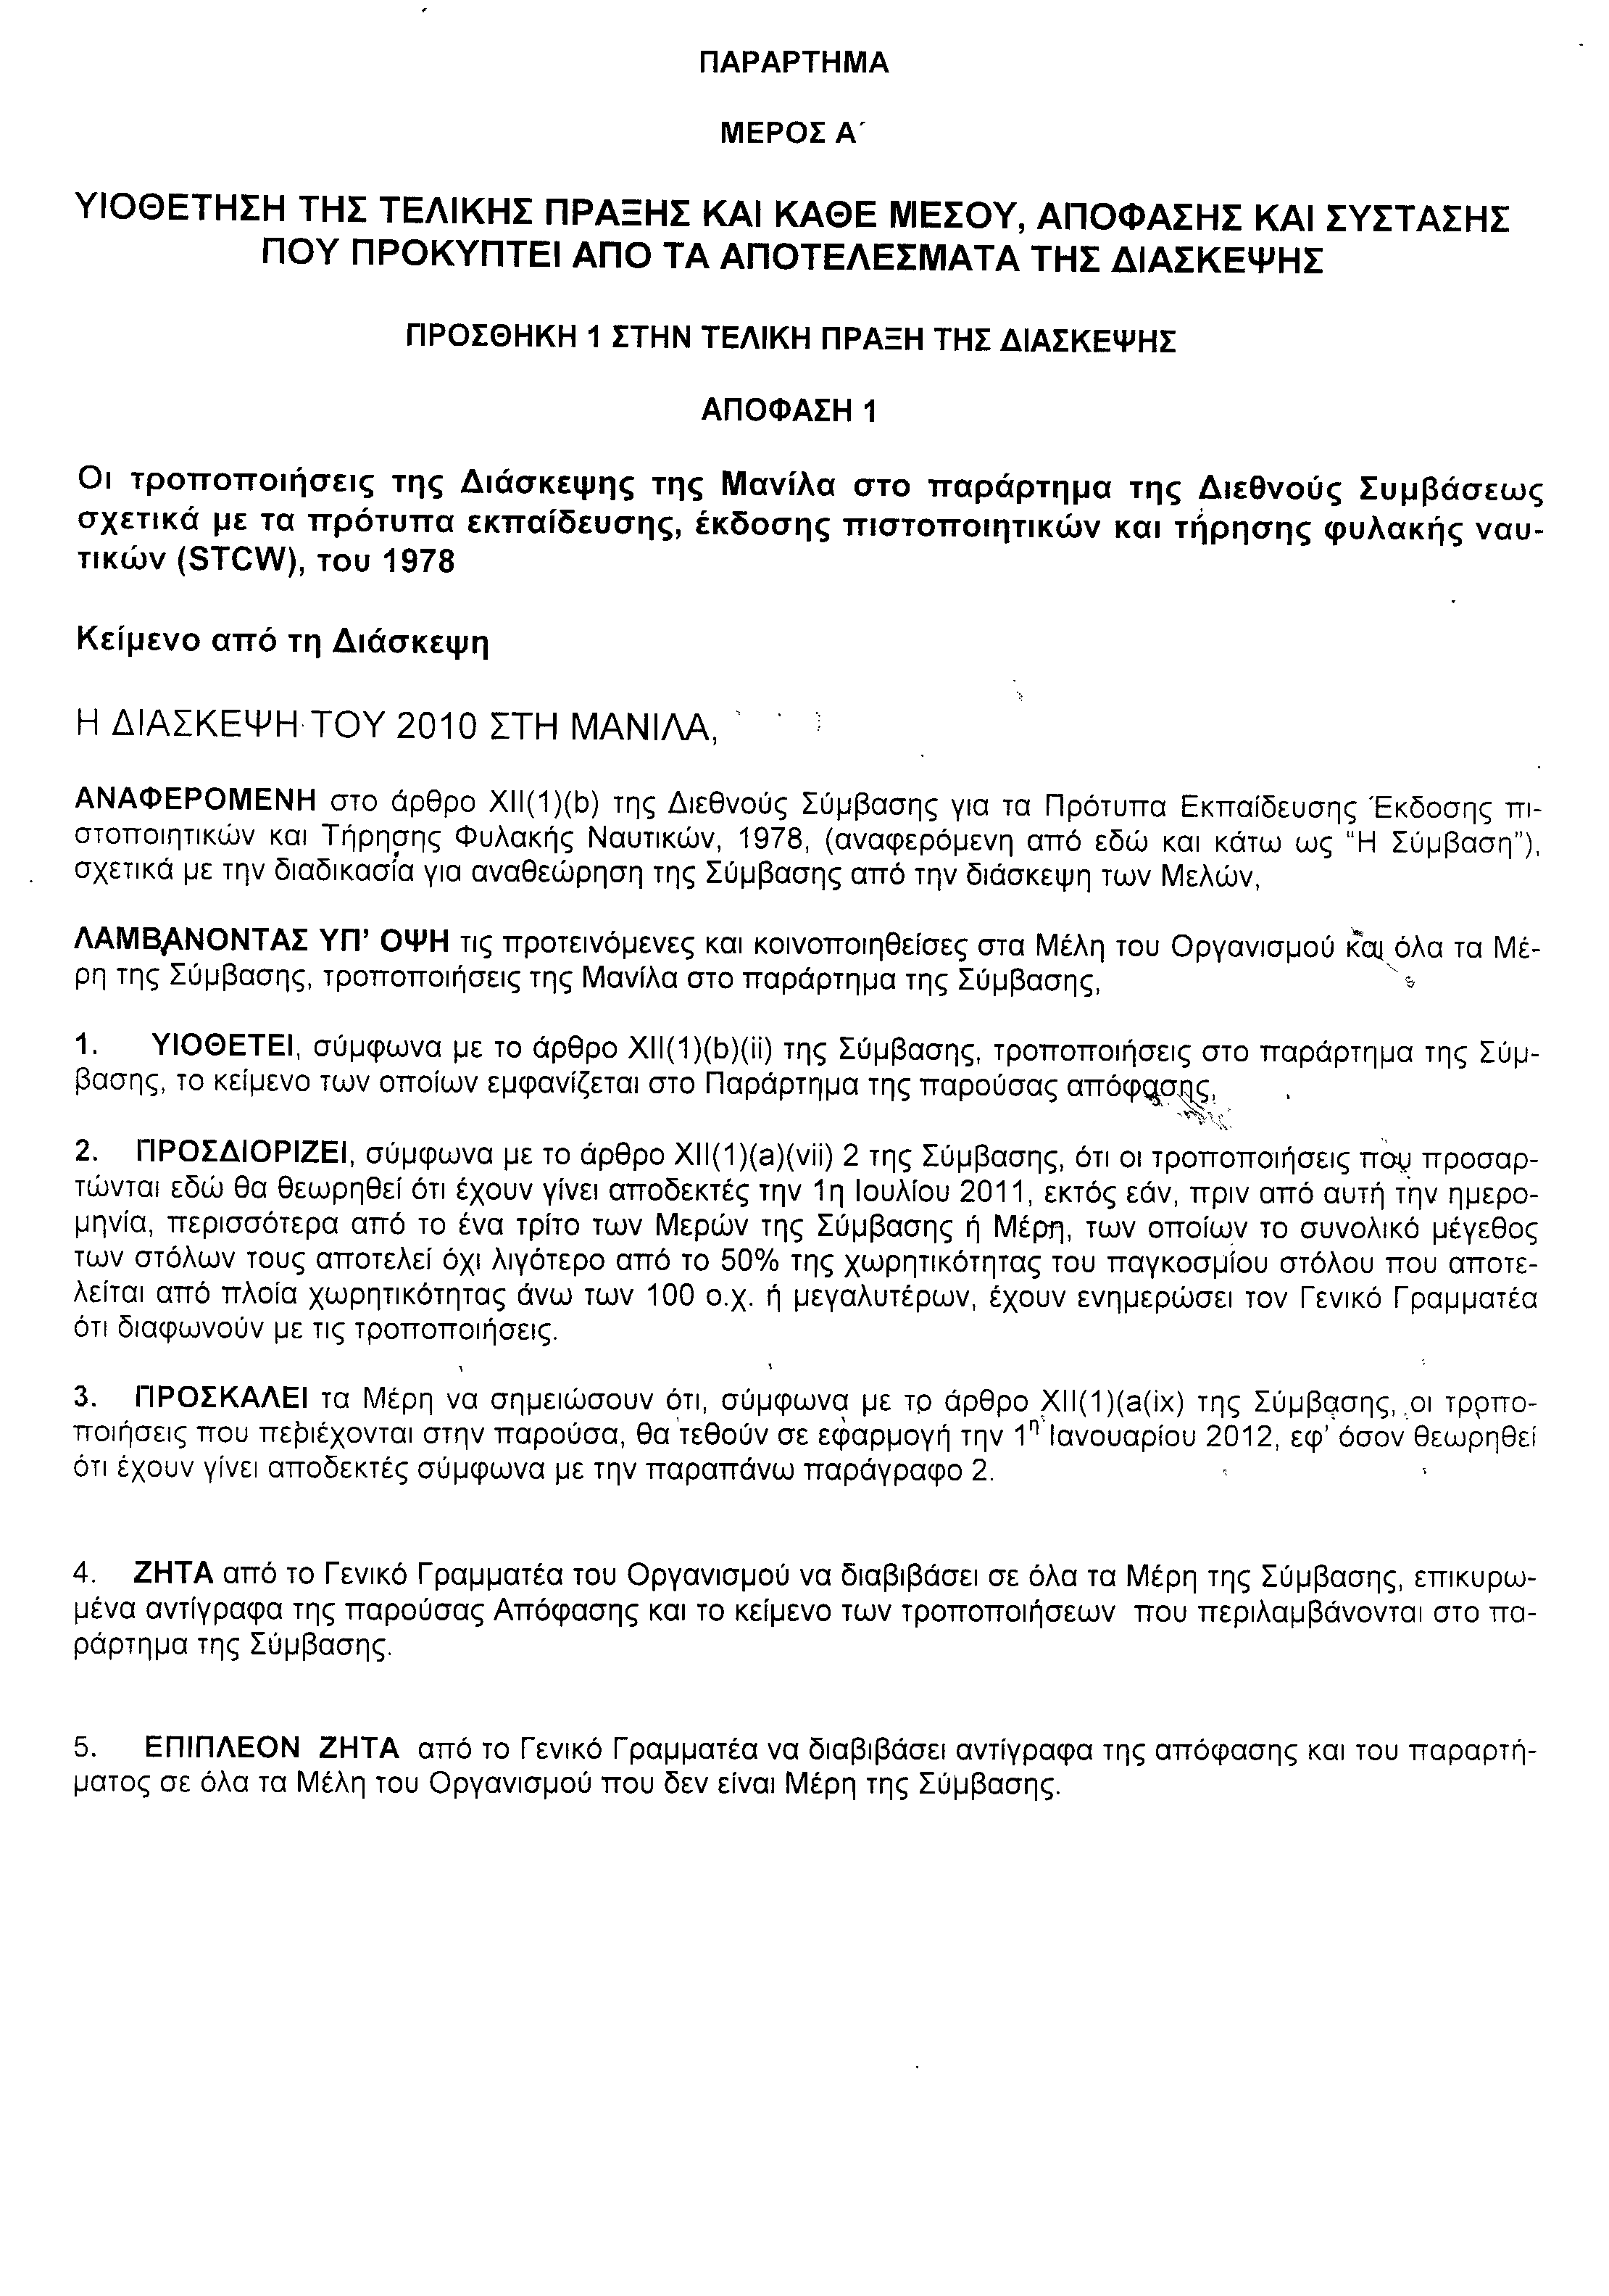 ΠΑΡΑΡΤΗΜΑ
ΜΕΡΟΣ Α΄
ΥΙΟΘΕΤΗΣΗ ΤΗΣ ΤΕΛΙΚΗΣ ΠΡΑΞΗΣ ΚΑΙ ΚΑΘΕ ΜΕΣΟΥ, ΑΠΟΦΑΣΗΣ ΚΑΙ ΣΥΣΤΑΣΗΣ
ΠΟΥ ΠΡΟΚΥΠΤΕΙ ΑΠΟ ΤΑ ΑΠΟΤΕΛΕΣΜΑΤΑ ΤΗΣ ΔΙΑΣΚΕΨΗΣ
ΠΡΟΣΘΗΚΗ 1 ΣΤΗΝ ΤΕΛΙΚΗ ΠΡΑΞΗ ΤΗΣ ΔΙΑΣΚΕΨΗΣ
ΑΠΟΦΑΣΗ 1
Οι τροποποιήσεις της Διάσκεψης της Μανίλα στο παράρτημα της Διεθνούς Συμβάσεως
σχετικά με τα πρότυπα εκπαίδευσης, έκδοσης πιστοποιητικών και τήρησης φυλακής ναυ-
τικών (STCW), του 1978
Κείμενο από τη Διάσκεψη
Η ΔΙΑΣΚΕΨΗ ΤΟΥ 2010 ΣΤΗ ΜΑΝΙΛΑ,
ΑΝΑΦΕΡΟΜΕΝΗ στο άρθρο XII(1)(b) της Διεθνούς Σύμβασης για τα Πρότυπα Εκπαίδευσης Έκδοσης πι-
στοποιητικών και Τήρησης Φυλακής Ναυτικών, 1978, (αναφερόμενη από εδώ και κάτω ως "Η Σύμβαση"),
σχετικά με την διαδικασία για αναθεώρηση της Σύμβασης από την διάσκεψη των Μελών,
ΛΑΜΒΑΝΟΝΤΑΣ ΥΠ' ΟΨΗ τις προτεινόμενες και κοινοποιηθείσες στα Μέλη του Οργανισμού και όλα τα Μέ-
ρη της Σύμβασης, τροποποιήσεις της Μανίλα στο παράρτημα της Σύμβασης,
1. ΥΙΟΘΕΤΕΙ, σύμφωνα με το άρθρο XII(1)(b)(ii) της Σύμβασης, τροποποιήσεις στο παράρτημα της Σύμ-
βασης, το κείμενο των οποίων εμφανίζεται στο Παράρτημα της παρούσας απόφασης,
2. ΠΡΟΣΔΙΟΡΙΖΕΙ, σύμφωνα με το άρθρο XII(1)(a)(vii) 2 της Σύμβασης, ότι οι τροποποιήσεις που προσαρ-
τώνται εδώ θα θεωρηθεί ότι έχουν γίνει αποδεκτές την 1η Ιουλίου 2011, εκτός εάν, πριν από αυτή την ημερο-
μηνία, περισσότερα από το ένα τρίτο των Μερών της Σύμβασης ή Μέρη, των οποίων το συνολικό μέγεθος
των στόλων τους αποτελεί όχι λιγότερο από το 50% της χωρητικότητας του παγκοσμίου στόλου που αποτε-
λείται από πλοία χωρητικότητας άνω των 100 ο.χ. ή μεγαλυτέρων, έχουν ενημερώσει τον Γενικό Γραμματέα
ότι διαφωνούν με τις τροποποιήσεις.
3. ΠΡΟΣΚΑΛΕΙ τα Μέρη να σημειώσουν ότι, σύμφωνα με το άρθρο XII(1)(a(ix) της Σύμβασης, οι τροπο-
ποιήσεις που περιέχονται στην παρούσα, θα τεθούν σε εφαρμογή την 1η Ιανουαρίου 2012, εφ' όσον θεωρηθεί
ότι έχουν γίνει αποδεκτές σύμφωνα με την παραπάνω παράγραφο 2.
4. ΖΗΤΑ από το Γενικό Γραμματέα του Οργανισμού να διαβιβάσει σε όλα τα Μέρη της Σύμβασης, επικυρω-
μένα αντίγραφα της παρούσας Απόφασης και το κείμενο των τροποποιήσεων που περιλαμβάνονται στο πα-
ράρτημα της Σύμβασης.
5. ΕΠΙΠΛΕΟΝ ΖΗΤΑ από το Γενικό Γραμματέα να διαβιβάσει αντίγραφα της απόφασης και του παραρτή-
ματος σε όλα τα Μέλη του Οργανισμού που δεν είναι Μέρη της Σύμβασης.